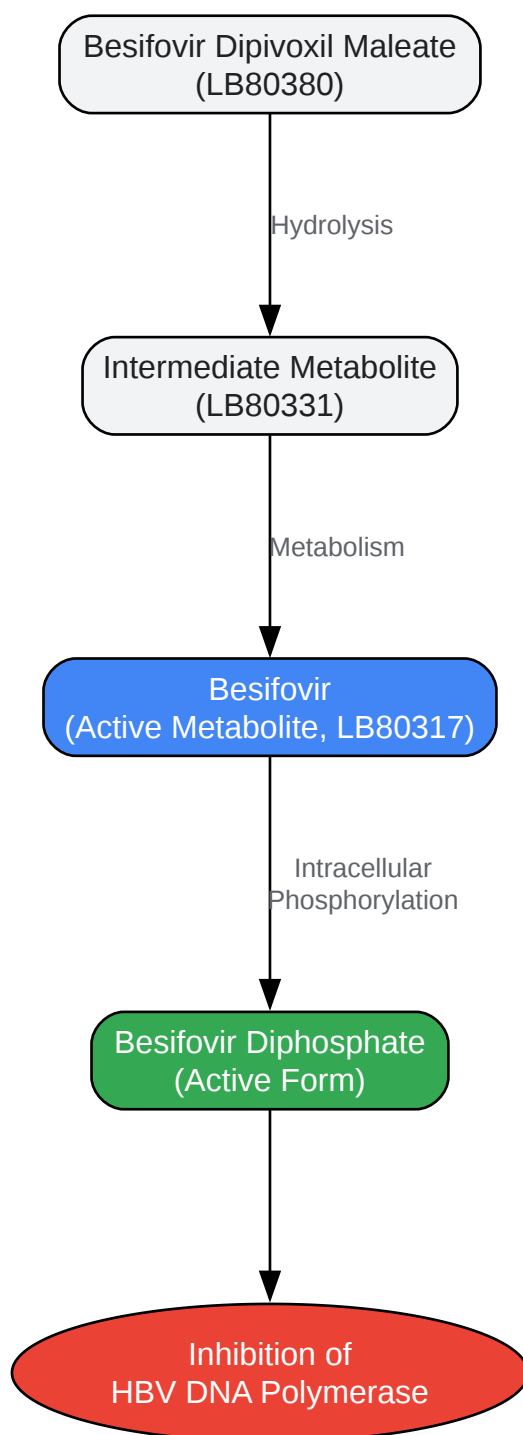 Besifovir Dipivoxil Maleate
(LB80380)
Hydrolysis
Intermediate Metabolite
(LB80331)
Metabolism
Besifovir
(Active Metabolite, LB80317)
Intracellular
Phosphorylation
Besifovir Diphosphate
(Active Form)
Inhibition of
HBV DNA Polymerase